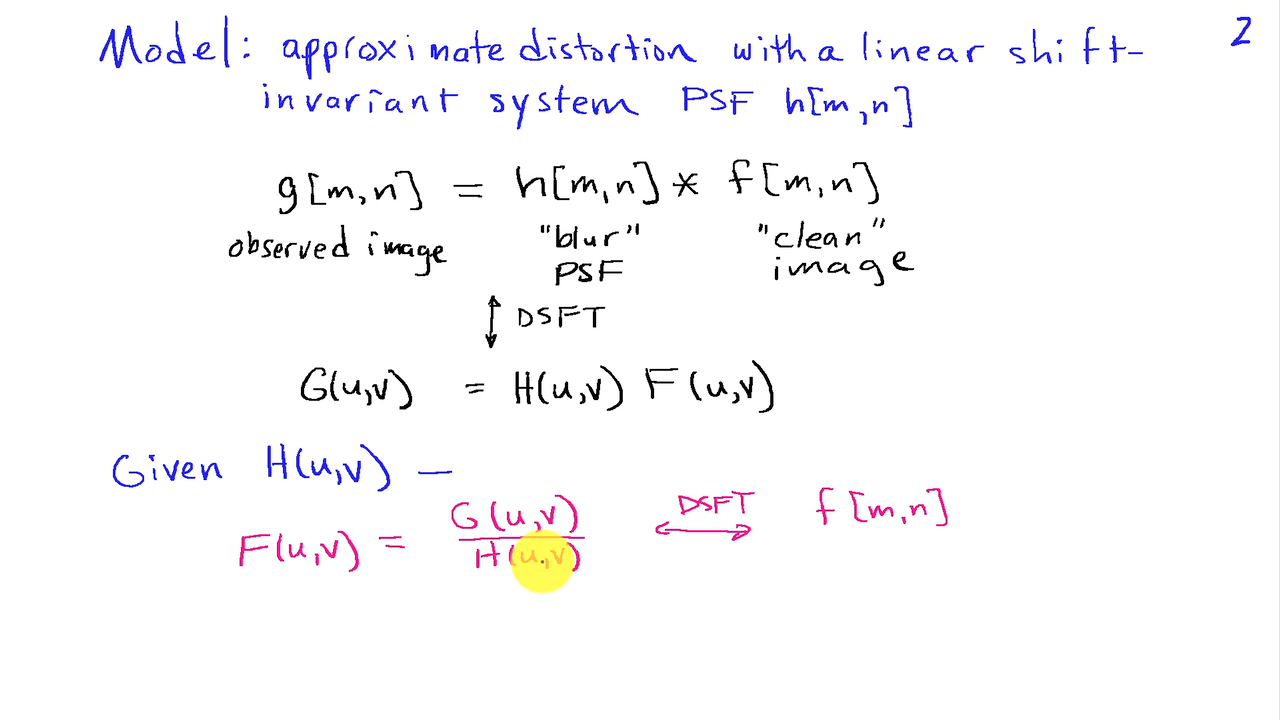 Model: approximate distortion with a linear shift-
invariant system PSF h[m,n]
2
g[m,n] = h[m,n] * f[m,n]
observed image "blur" PSF "clean" image
↕ DSFT
G(u,v) = H(u,v) F(u,v)
Given H(u,v) —
F(u,v) = G(u,v) / H(u,v) DSFT ↔ f[m,n]